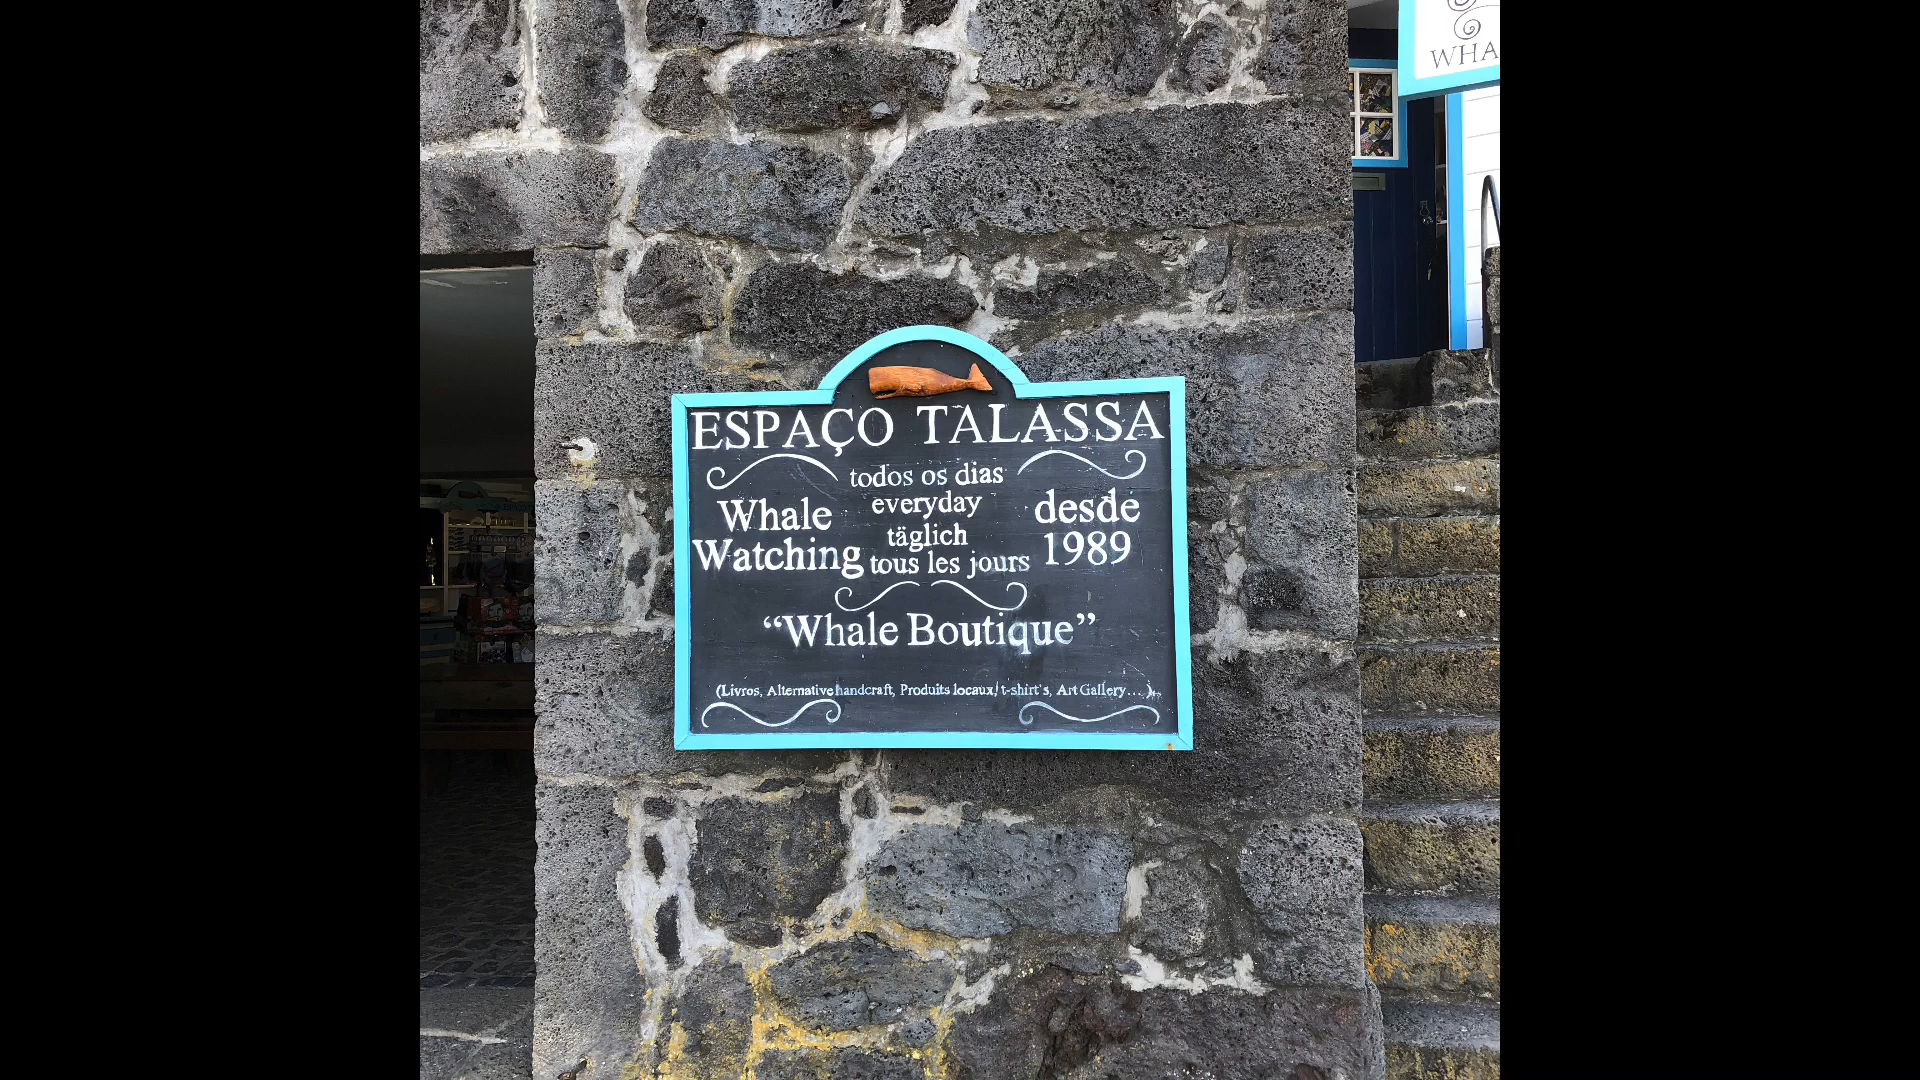 WHA
ESPAÇO TALASSA
todos os dias
everyday
täglich
tous les jours
Whale
Watching
desde
1989
“Whale Boutique”
(Livros, Alternative handcraft, Produits locaux/ t-shirt's, Art Gallery... ).